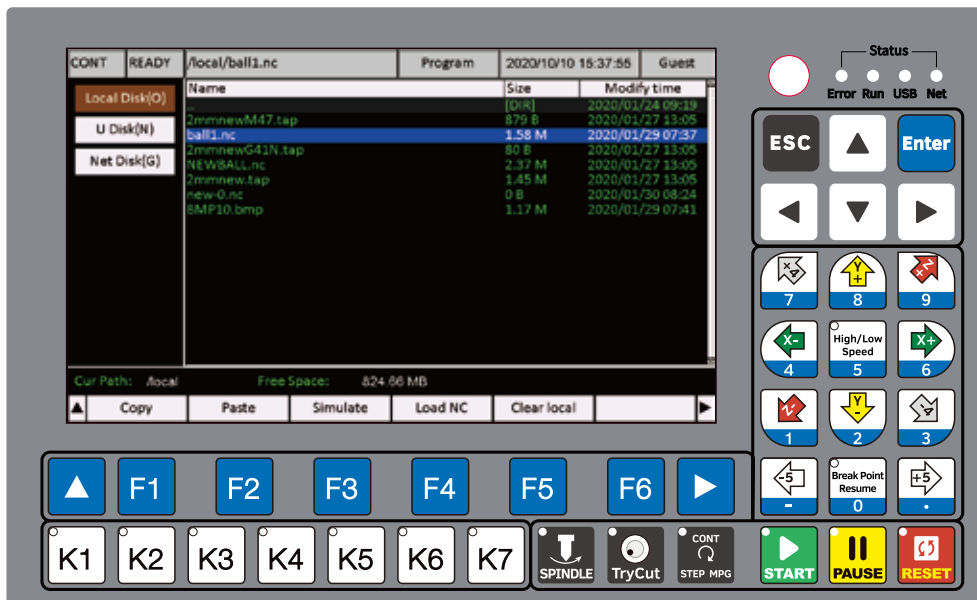 CONT READY /local/ball1.nc Program 2020/10/10 15:37:55 Guest
Local Disk(O)
U Disk(N)
Net Disk(G)
Name Size Modify time
.. [DIR] 2020/01/24 09:19
2mmnewM47.tap 879 B 2020/01/27 13:05
ball1.nc 1.58 M 2020/01/29 07:37
2mmnewG41N.tap 80 B 2020/01/27 13:05
NEWBALL.nc 2.37 M 2020/01/27 13:05
2mmnew.tap 1.45 M 2020/01/27 13:05
new-0.nc 0 B 2020/01/30 08:24
BMP10.bmp 1.17 M 2020/01/29 07:41
Cur Path: /local Free Space: 824.66 MB
▲ Copy Paste Simulate Load NC Clear local ▶
Status
Error Run USB Net
ESC ▲ Enter
◀ ▼ ▶
4+ Y+ Z+
7 8 9
X- High/Low Speed X+
4 5 6
Z- Y- 4-
1 2 3
-5 Break Point Resume +5
- 0 .
▲ F1 F2 F3 F4 F5 F6 ▶
K1 K2 K3 K4 K5 K6 K7
SPINDLE TryCut CONT STEP MPG START PAUSE RESET